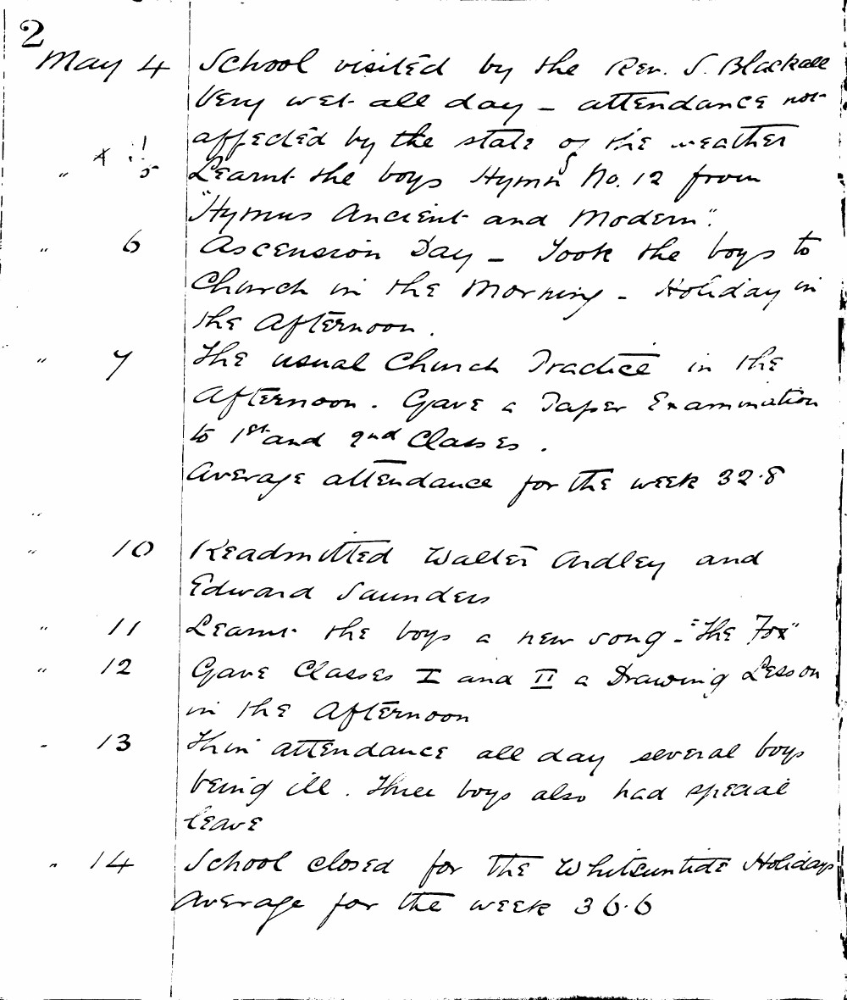 2
May 4 School visited by the Rev. S. Blackall
Very wet all day – attendance not
affected by the state of the weather
" 5 Learnt the boys Hymn No. 12 from
"Hymns Ancient and Modern".
" 6 Ascension Day – Took the boys to
Church in the Morning – Holiday in
the Afternoon.
" 7 The usual Church Practice in the
Afternoon. Gave a Paper Examination
to 1st and 2nd Classes.
Average attendance for the week 32.8
"
" 10 Readmitted Walter Ardley and
Edward Saunders
" 11 Learnt the boys a new song – "The Fox"
" 12 Gave Classes I and II a Drawing Lesson
in the Afternoon
" 13 Thin attendance all day several boys
being ill. Three boys also had special
leave
" 14 School closed for the Whitsuntide Holidays
Average for the week 36.6